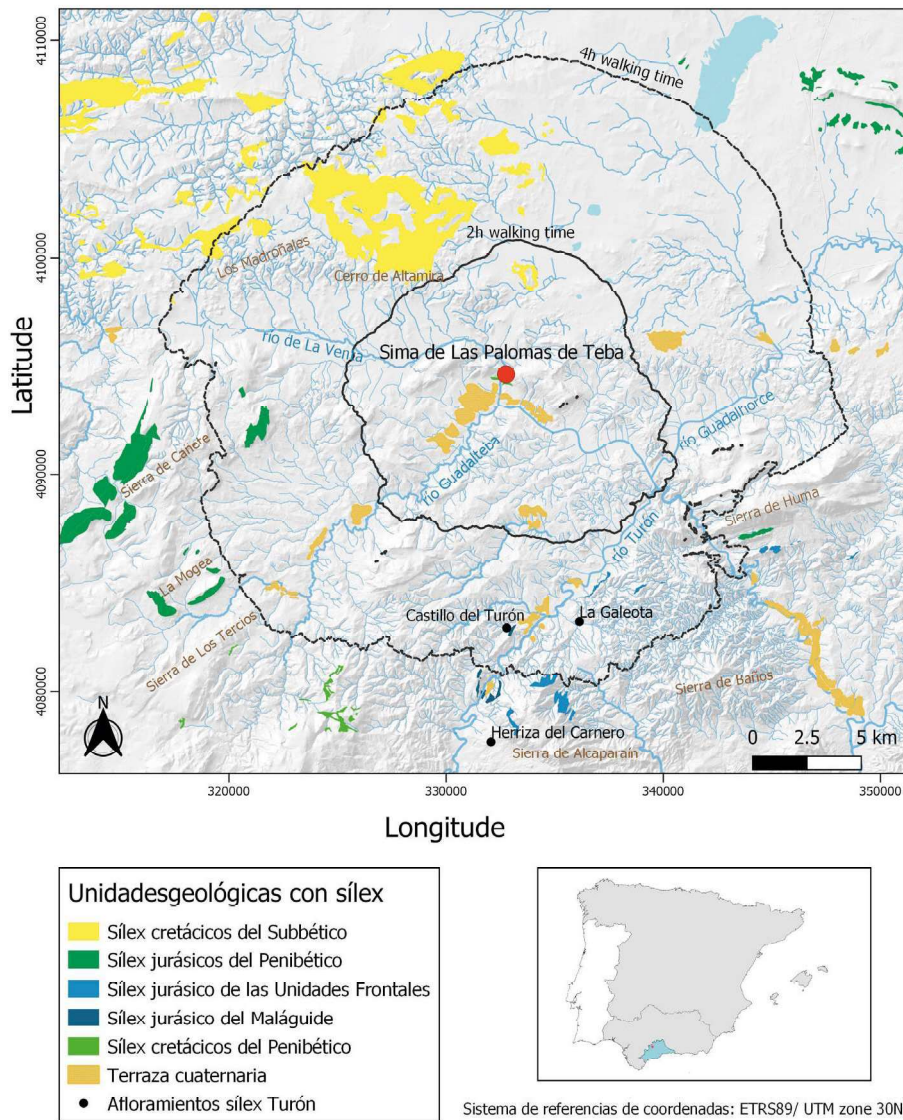 4110000
4100000
4090000
4080000
Latitude
4h walking time
2h walking time
Los Madroñales
Cerro de Altamira
río de La Venta
Sima de Las Palomas de Teba
río Guadalhorce
Sierra de Cañete
río Guadalteba
río Turón
Sierra de Huma
La Mogea
Castillo del Turón
La Galeota
Sierra de Los Tercios
Sierra de Baños
N
Herriza del Carnero
Sierra de Alcaparaín
0 2.5 5 km
320000 330000 340000 350000
Longitude
Unidadesgeológicas con sílex
Sílex cretácicos del Subbético
Sílex jurásicos del Penibético
Sílex jurásico de las Unidades Frontales
Sílex jurásico del Maláguide
Sílex cretácicos del Penibético
Terraza cuaternaria
Afloramientos sílex Turón
Sistema de referencias de coordenadas: ETRS89/ UTM zone 30N